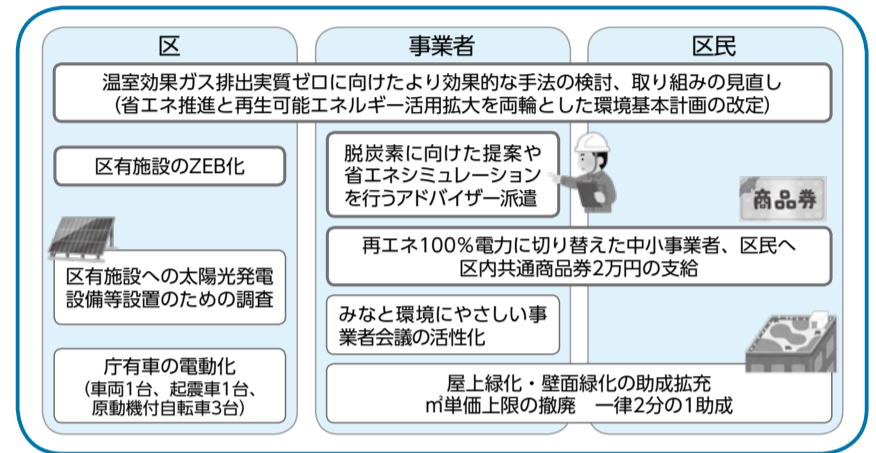 区
事業者
区民
温室効果ガス排出実質ゼロに向けたより効果的な手法の検討、取り組みの見直し
（省エネ推進と再生可能エネルギー活用拡大を両輪とした環境基本計画の改定）
区有施設のZEB化
脱炭素に向けた提案や
省エネシミュレーション
を行うアドバイザー派遣
商品券
再エネ100％電力に切り替えた中小事業者、区民へ
区内共通商品券2万円の支給
区有施設への太陽光発電
設備等設置のための調査
みなと環境にやさしい事
業者会議の活性化
庁有車の電動化
（車両1台、起震車1台、
原動機付自転車3台）
屋上緑化・壁面緑化の助成拡充
㎡単価上限の撤廃　一律2分の1助成